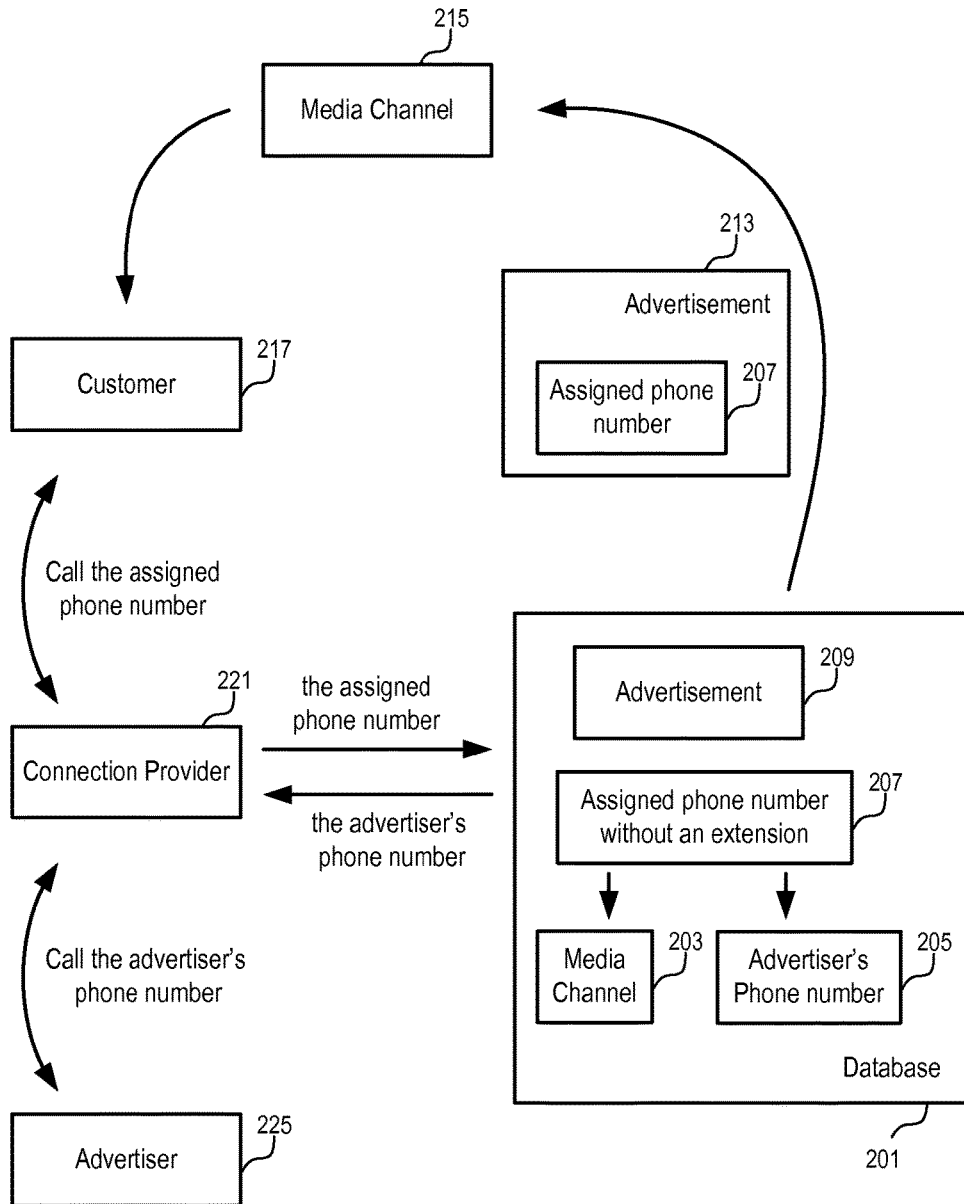 215
Media Channel
213
Advertisement
207
Assigned phone
number
217
Customer
Call the assigned
phone number
221
Connection Provider
the assigned
phone number
the advertiser's
phone number
209
Advertisement
207
Assigned phone number
without an extension
203
Media
Channel
205
Advertiser's
Phone number
Database
201
Call the advertiser's
phone number
225
Advertiser